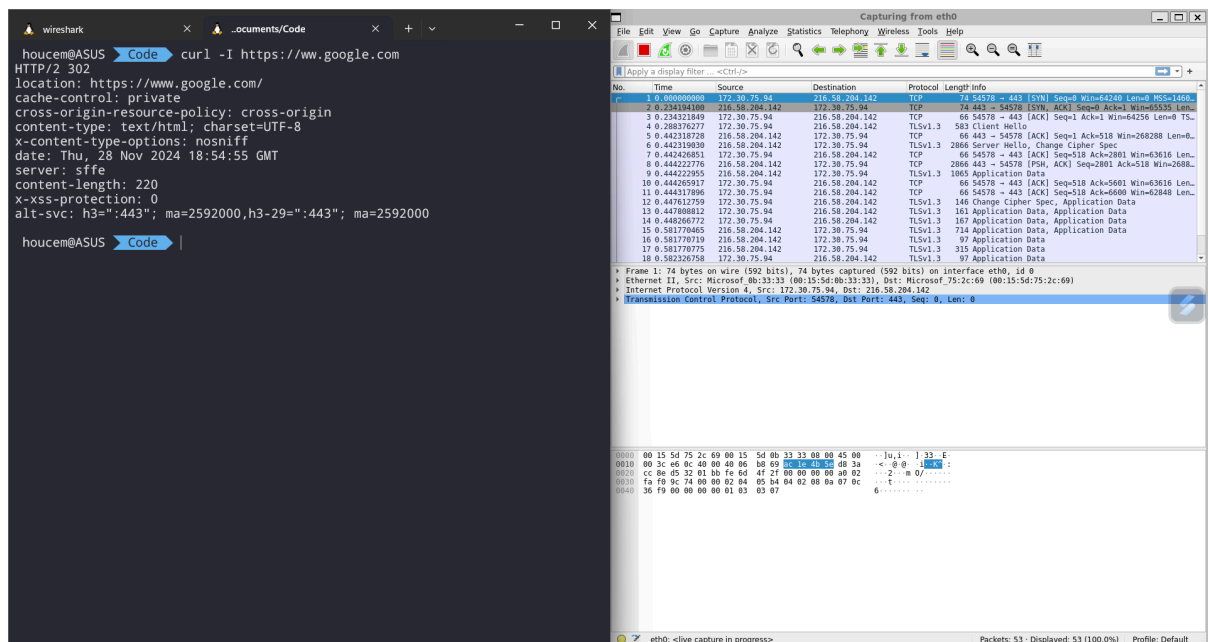 wireshark
..ocuments/Code
houcem@ASUS Code curl -I https://ww.google.com
HTTP/2 302
location: https://www.google.com/
cache-control: private
cross-origin-resource-policy: cross-origin
content-type: text/html; charset=UTF-8
x-content-type-options: nosniff
date: Thu, 28 Nov 2024 18:54:55 GMT
server: sffe
content-length: 220
x-xss-protection: 0
alt-svc: h3=":443"; ma=2592000,h3-29=":443"; ma=2592000
houcem@ASUS Code
Capturing from eth0
File Edit View Go Capture Analyze Statistics Telephony Wireless Tools Help
Apply a display filter ... <Ctrl-/>
No. Time Source Destination Protocol Length Info
1 0.000000000 172.30.75.94 216.58.204.142 TCP 74 54578 → 443 [SYN] Seq=0 Win=64240 Len=0 MSS=1460…
2 0.234194100 216.58.204.142 172.30.75.94 TCP 74 443 → 54578 [SYN, ACK] Seq=0 Ack=1 Win=65535 Len…
3 0.234321849 172.30.75.94 216.58.204.142 TCP 66 54578 → 443 [ACK] Seq=1 Ack=1 Win=64256 Len=0 TS…
4 0.288376277 172.30.75.94 216.58.204.142 TLSv1.3 583 Client Hello
5 0.442318728 216.58.204.142 172.30.75.94 TCP 66 443 → 54578 [ACK] Seq=1 Ack=518 Win=268288 Len=0…
6 0.442319030 216.58.204.142 172.30.75.94 TLSv1.3 2866 Server Hello, Change Cipher Spec
7 0.442426851 172.30.75.94 216.58.204.142 TCP 66 54578 → 443 [ACK] Seq=518 Ack=2801 Win=63616 Len…
8 0.444222776 216.58.204.142 172.30.75.94 TCP 2866 443 → 54578 [PSH, ACK] Seq=2801 Ack=518 Win=2688…
9 0.444222955 216.58.204.142 172.30.75.94 TLSv1.3 1065 Application Data
10 0.444265917 172.30.75.94 216.58.204.142 TCP 66 54578 → 443 [ACK] Seq=518 Ack=5601 Win=63616 Len…
11 0.444317896 172.30.75.94 216.58.204.142 TCP 66 54578 → 443 [ACK] Seq=518 Ack=6600 Win=62848 Len…
12 0.447612759 172.30.75.94 216.58.204.142 TLSv1.3 146 Change Cipher Spec, Application Data
13 0.447808812 172.30.75.94 216.58.204.142 TLSv1.3 161 Application Data, Application Data
14 0.448266772 172.30.75.94 216.58.204.142 TLSv1.3 167 Application Data, Application Data
15 0.581770465 216.58.204.142 172.30.75.94 TLSv1.3 714 Application Data, Application Data
16 0.581770719 216.58.204.142 172.30.75.94 TLSv1.3 97 Application Data
17 0.581770775 216.58.204.142 172.30.75.94 TLSv1.3 315 Application Data
18 0.582326758 172.30.75.94 216.58.204.142 TLSv1.3 97 Application Data
Frame 1: 74 bytes on wire (592 bits), 74 bytes captured (592 bits) on interface eth0, id 0
Ethernet II, Src: Microsof_0b:33:33 (00:15:5d:0b:33:33), Dst: Microsof_75:2c:69 (00:15:5d:75:2c:69)
Internet Protocol Version 4, Src: 172.30.75.94, Dst: 216.58.204.142
Transmission Control Protocol, Src Port: 54578, Dst Port: 443, Seq: 0, Len: 0
0000 00 15 5d 75 2c 69 00 15 5d 0b 33 33 08 00 45 00 ··]u,i·· ]·33··E·
0010 00 3c e6 0c 40 00 40 06 b8 69 ac 1e 4b 5e d8 3a ·<··@·@· ·i··K^·:
0020 cc 8e d5 32 01 bb fe 6d 4f 2f 00 00 00 00 a0 02 ···2···m O/······
0030 fa f0 9c 74 00 00 02 04 05 b4 04 02 08 0a 07 0c ···t···· ········
0040 36 f9 00 00 00 00 01 03 03 07 6······· ··
eth0: <live capture in progress>
Packets: 53 · Displayed: 53 (100.0%)
Profile: Default